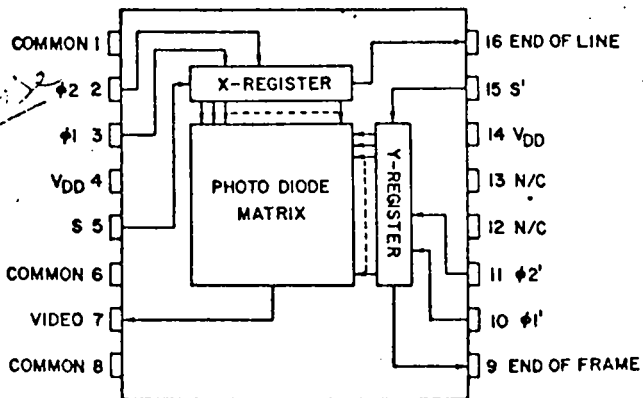 COMMON 1
ϕ2 2
ϕ1 3
VDD 4
S 5
COMMON 6
VIDEO 7
COMMON 8
X-REGISTER
PHOTO DIODE
MATRIX
Y-REGISTER
16 END OF LINE
15 S'
14 VDD
13 N/C
12 N/C
11 ϕ2'
10 ϕ1'
9 END OF FRAME